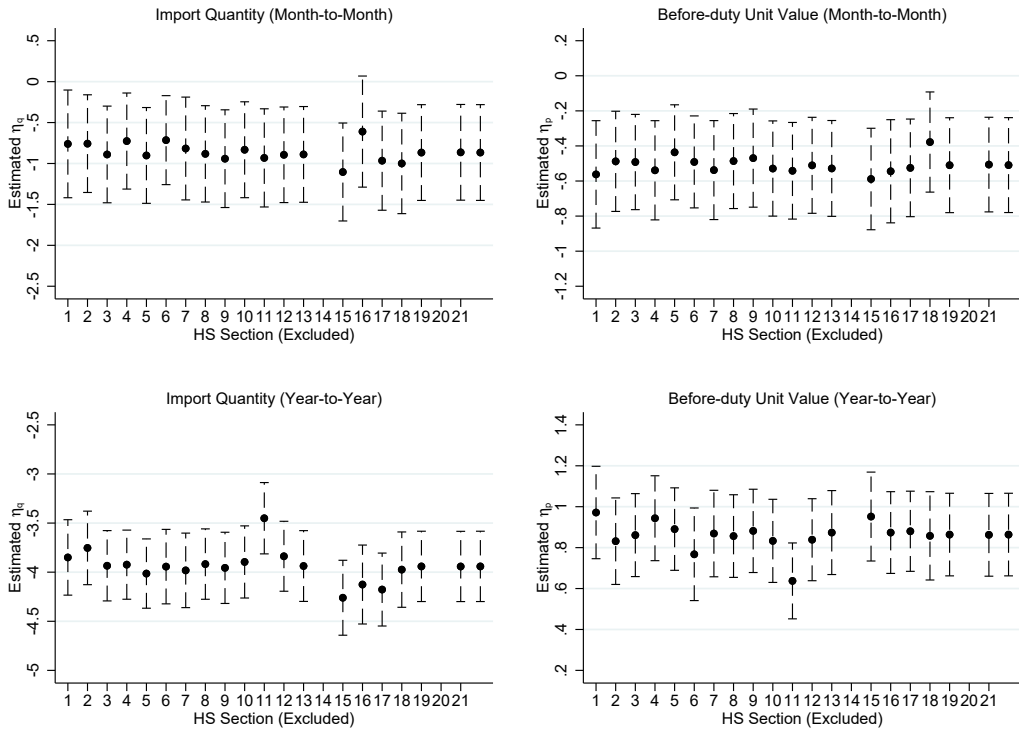 Import Quantity (Month-to-Month)
Estimated ηq
.5
0
-.5
-1
-1.5
-2
-2.5
1 2 3 4 5 6 7 8 9 10 11 12 13 14 15 16 17 18 19 20 21
HS Section (Excluded)
Before-duty Unit Value (Month-to-Month)
Estimated ηp
.2
0
-.2
-.4
-.6
-.8
-1
-1.2
1 2 3 4 5 6 7 8 9 10 11 12 13 14 15 16 17 18 19 20 21
HS Section (Excluded)
Import Quantity (Year-to-Year)
Estimated ηq
-2.5
-3
-3.5
-4
-4.5
-5
1 2 3 4 5 6 7 8 9 10 11 12 13 14 15 16 17 18 19 20 21
HS Section (Excluded)
Before-duty Unit Value (Year-to-Year)
Estimated ηp
1.4
1.2
1
.8
.6
.4
.2
1 2 3 4 5 6 7 8 9 10 11 12 13 14 15 16 17 18 19 20 21
HS Section (Excluded)